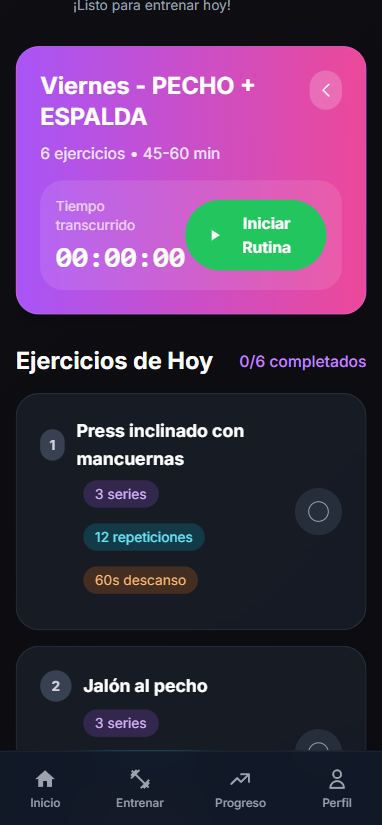 ¡Listo para entrenar hoy!
Viernes - PECHO +
ESPALDA
6 ejercicios • 45-60 min
Tiempo
transcurrido
00:00:00
Iniciar
Rutina
Ejercicios de Hoy
0/6 completados
1
Press inclinado con
mancuernas
3 series
12 repeticiones
60s descanso
2
Jalón al pecho
3 series
Inicio
Entrenar
Progreso
Perfil